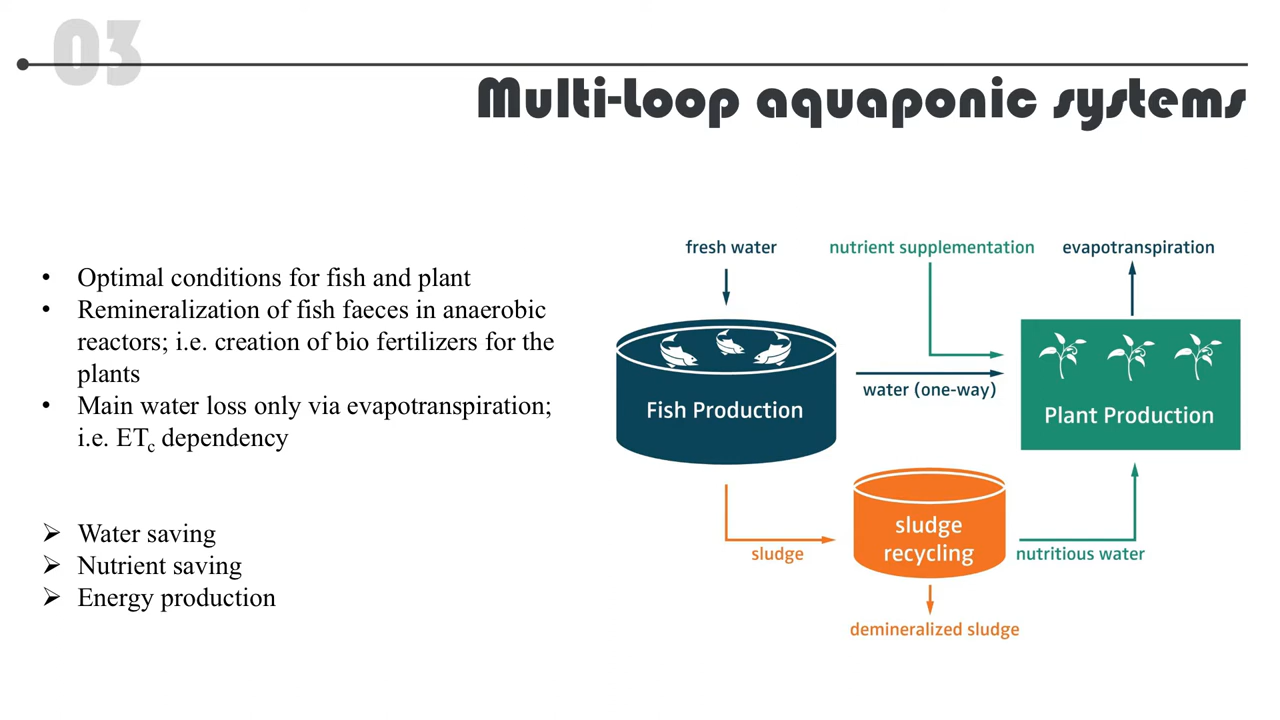 03
Multi-Loop aquaponic systems
• Optimal conditions for fish and plant
• Remineralization of fish faeces in anaerobic
reactors; i.e. creation of bio fertilizers for the
plants
• Main water loss only via evapotranspiration;
i.e. ETc dependency
➢ Water saving
➢ Nutrient saving
➢ Energy production
fresh water
nutrient supplementation
evapotranspiration
Fish Production
water (one-way)
Plant Production
sludge
sludge
recycling
nutritious water
demineralized sludge